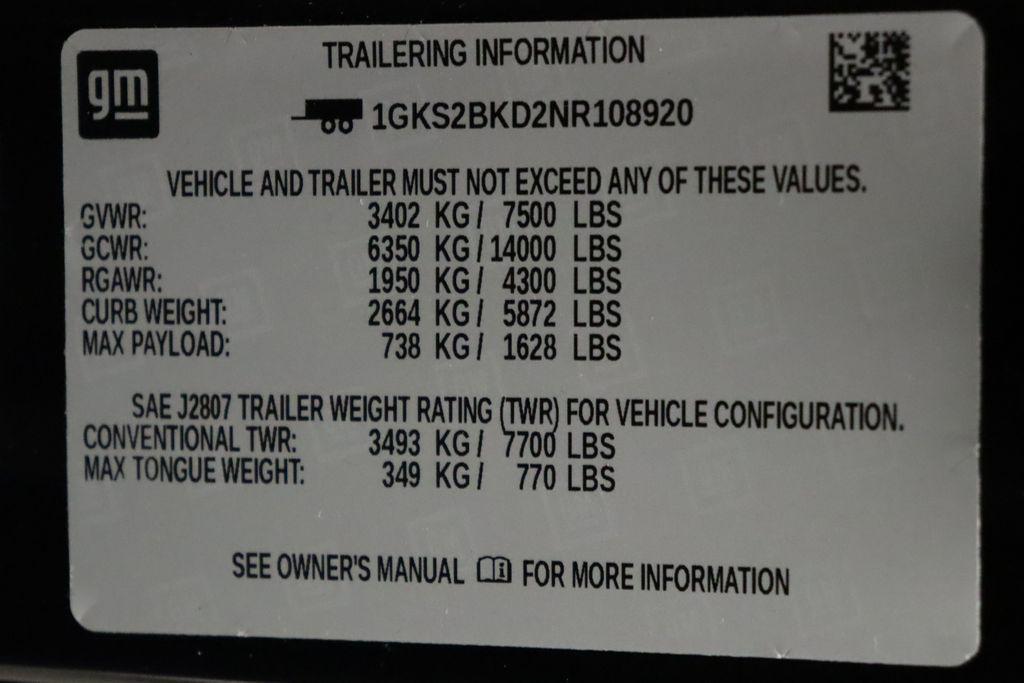 gm
TRAILERING INFORMATION
1GKS2BKD2NR108920
VEHICLE AND TRAILER MUST NOT EXCEED ANY OF THESE VALUES.
GVWR: 3402 KG / 7500 LBS
GCWR: 6350 KG / 14000 LBS
RGAWR: 1950 KG / 4300 LBS
CURB WEIGHT: 2664 KG / 5872 LBS
MAX PAYLOAD: 738 KG / 1628 LBS
SAE J2807 TRAILER WEIGHT RATING (TWR) FOR VEHICLE CONFIGURATION.
CONVENTIONAL TWR: 3493 KG / 7700 LBS
MAX TONGUE WEIGHT: 349 KG / 770 LBS
SEE OWNER'S MANUAL FOR MORE INFORMATION